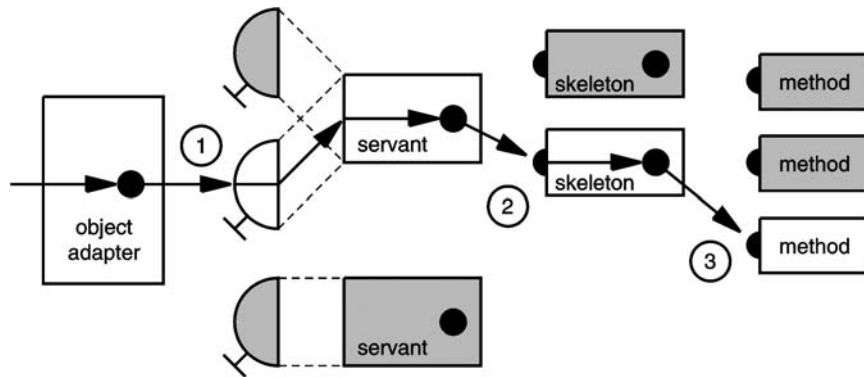 skeleton
method
1
servant
method
object
adapter
2
skeleton
3
method
servant